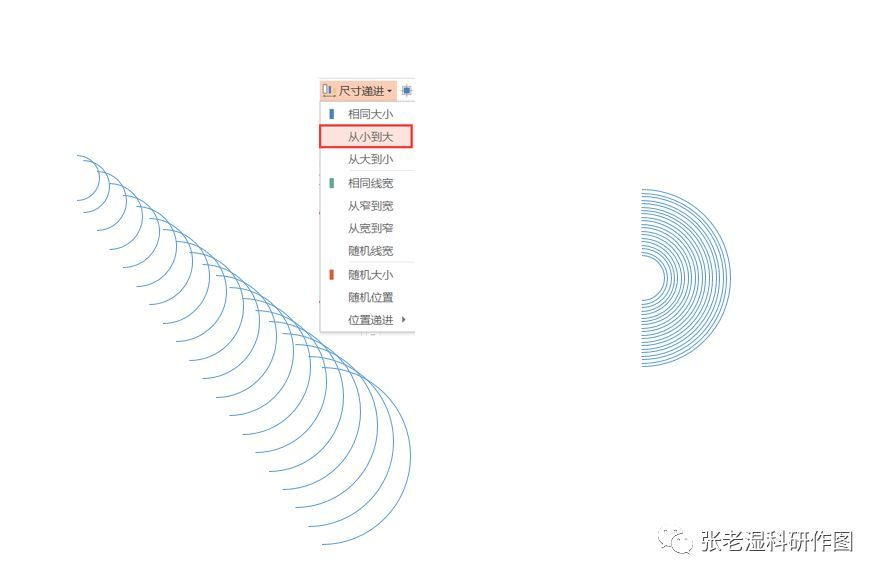 尺寸递进
相同大小
从小到大
从大到小
相同线宽
从窄到宽
从宽到窄
随机线宽
随机大小
随机位置
位置递进
张老湿科研作图